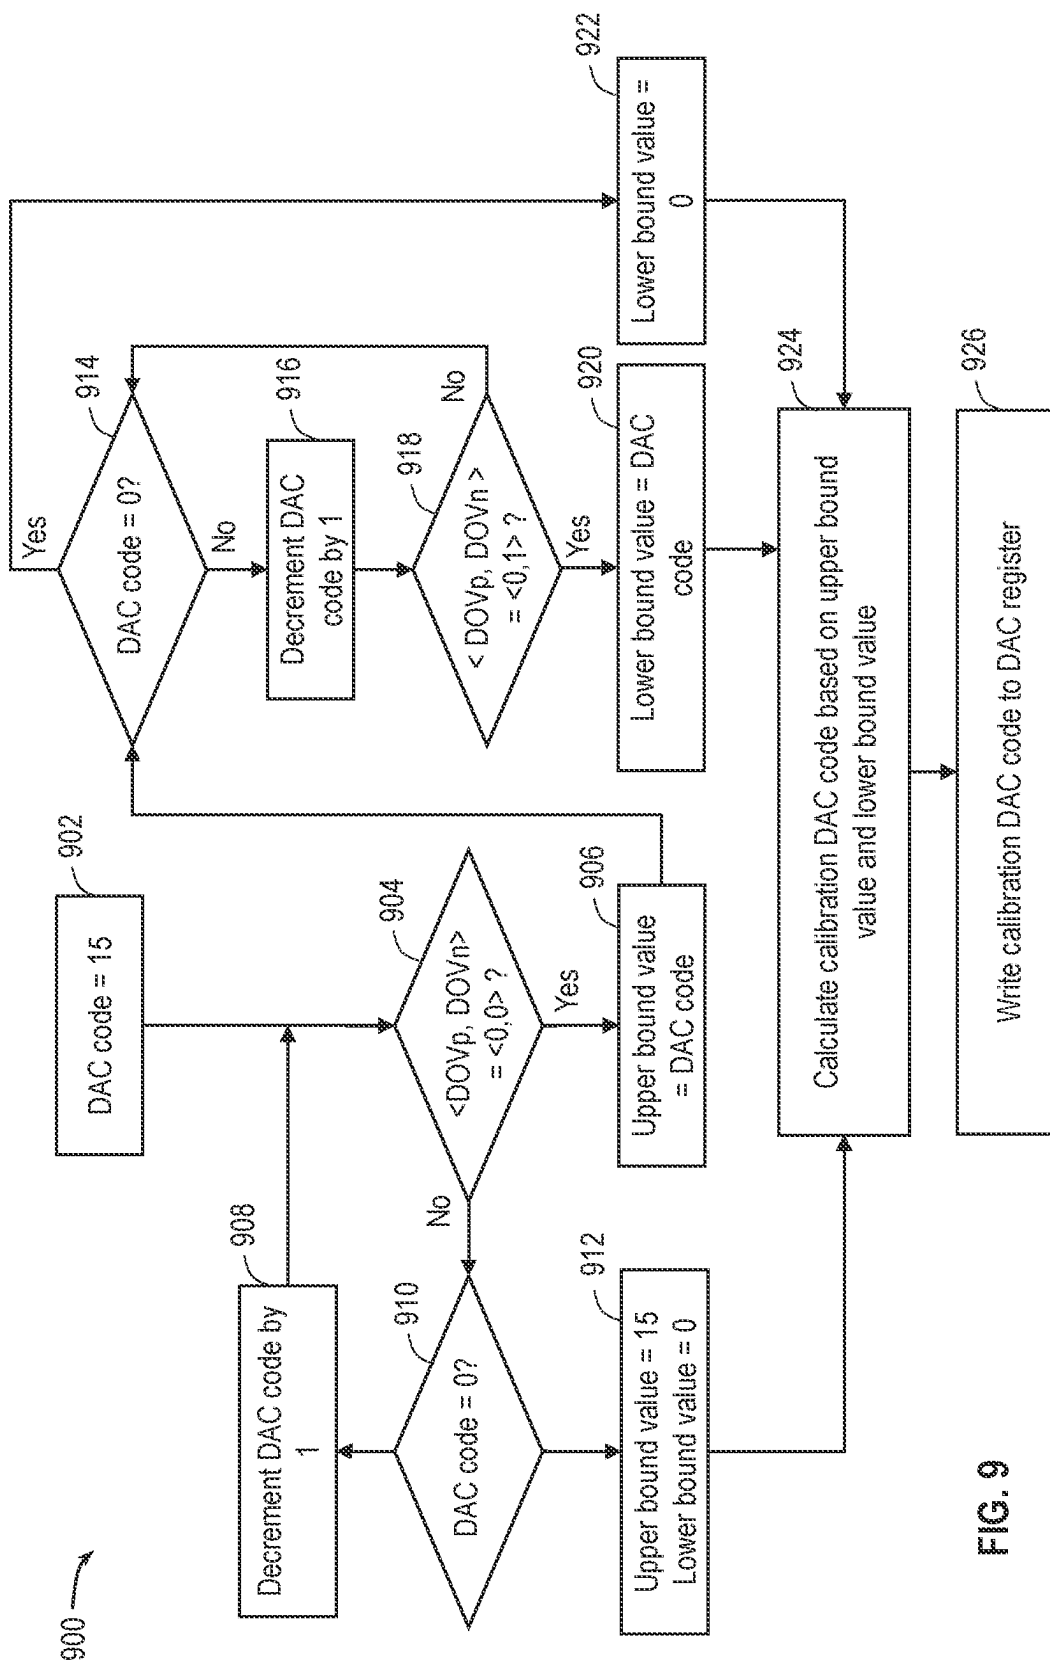 900
DAC code = 15
902
Decrement DAC code by
1
908
<DOVp, DOVn>
= <0,0> ?
904
No
Yes
DAC code = 0?
910
Upper bound value
= DAC code
906
Upper bound value = 15
Lower bound value = 0
912
DAC code = 0?
914
Yes
No
Decrement DAC
code by 1
916
< DOVp, DOVn >
= <0,1> ?
918
No
Yes
Lower bound value = DAC
code
920
Lower bound value =
0
922
Calculate calibration DAC code based on upper bound
value and lower bound value
924
Write calibration DAC code to DAC register
926
FIG. 9